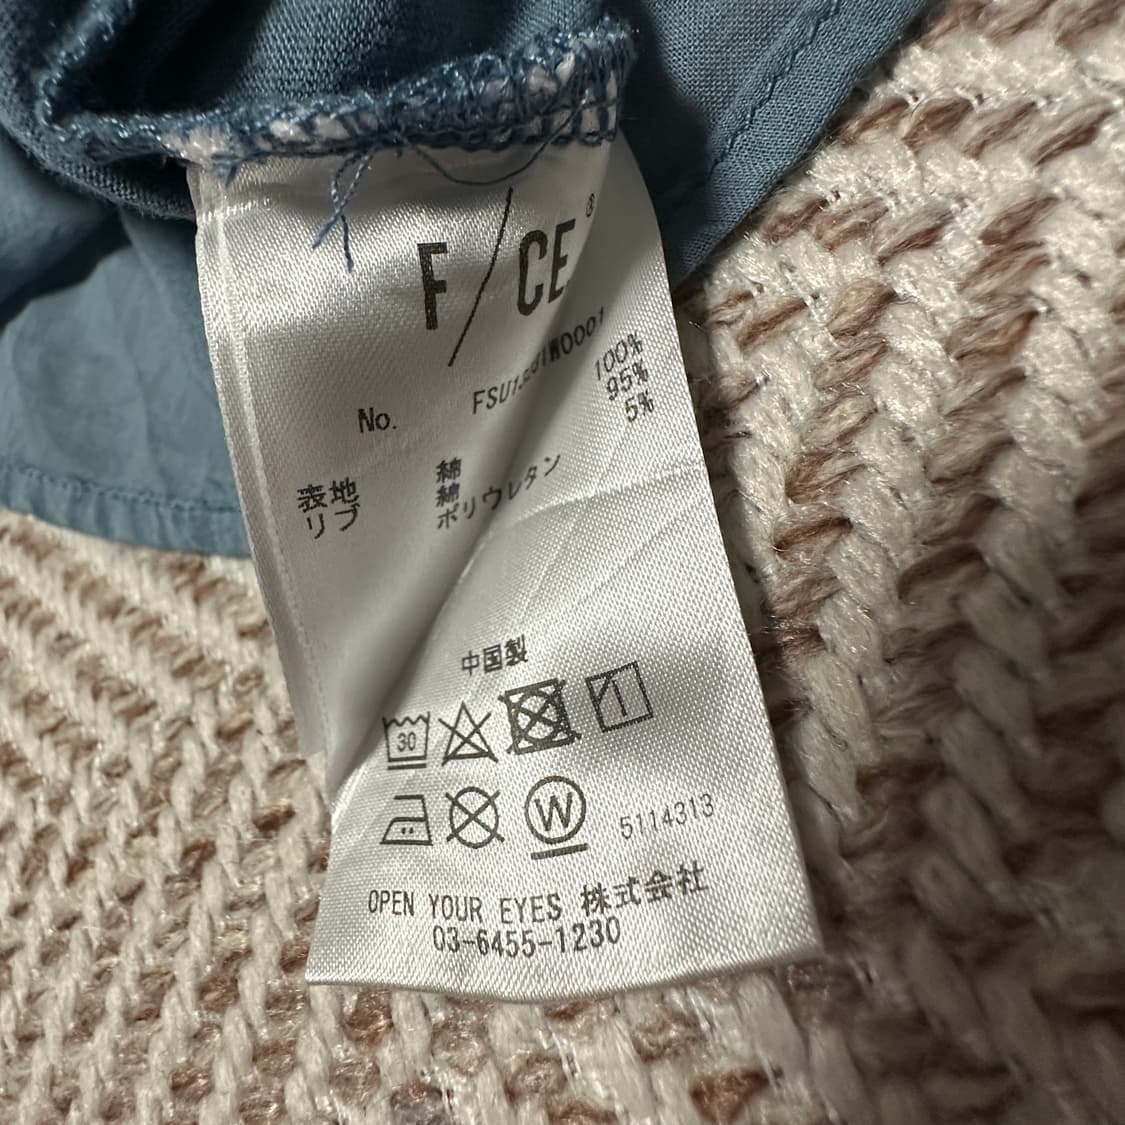 F/CE®
No.
表地 綿 100%
リブ 綿 95%
ポリウレタン 5%
中国製
30
W 5114313
OPEN YOUR EYES 株式会社
03-6455-1230